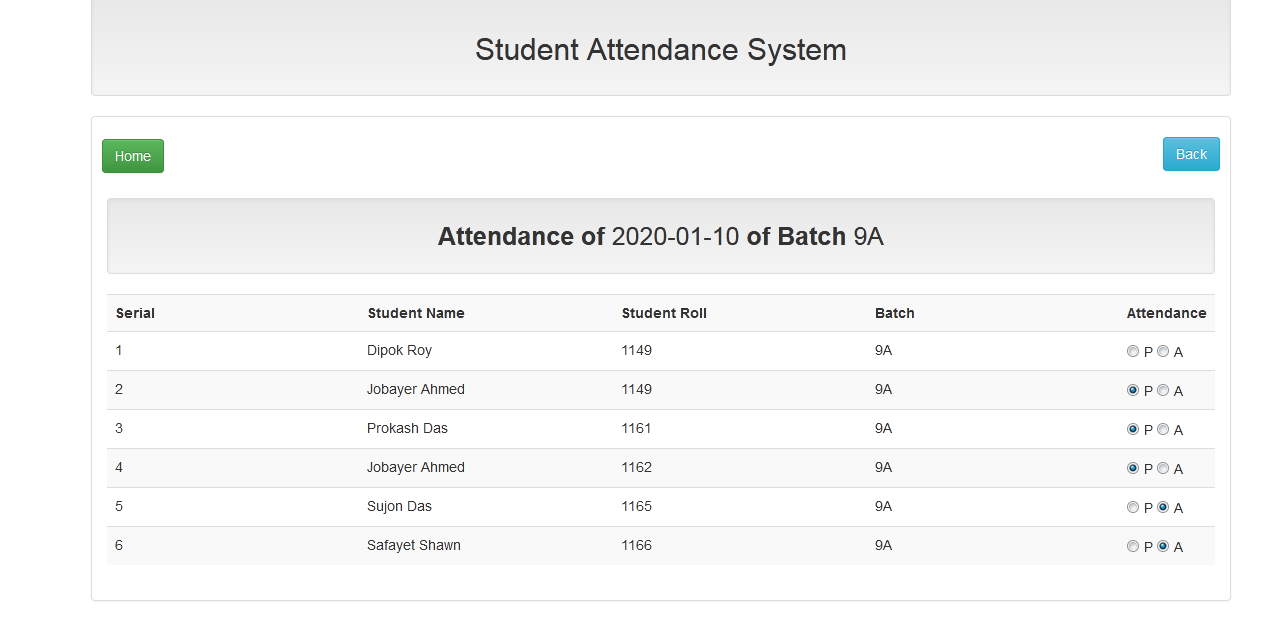 Student Attendance System
Home Back
Attendance of 2020-01-10 of Batch 9A
Serial Student Name Student Roll Batch Attendance
1 Dipok Roy 1149 9A P A
2 Jobayer Ahmed 1149 9A P A
3 Prokash Das 1161 9A P A
4 Jobayer Ahmed 1162 9A P A
5 Sujon Das 1165 9A P A
6 Safayet Shawn 1166 9A P A